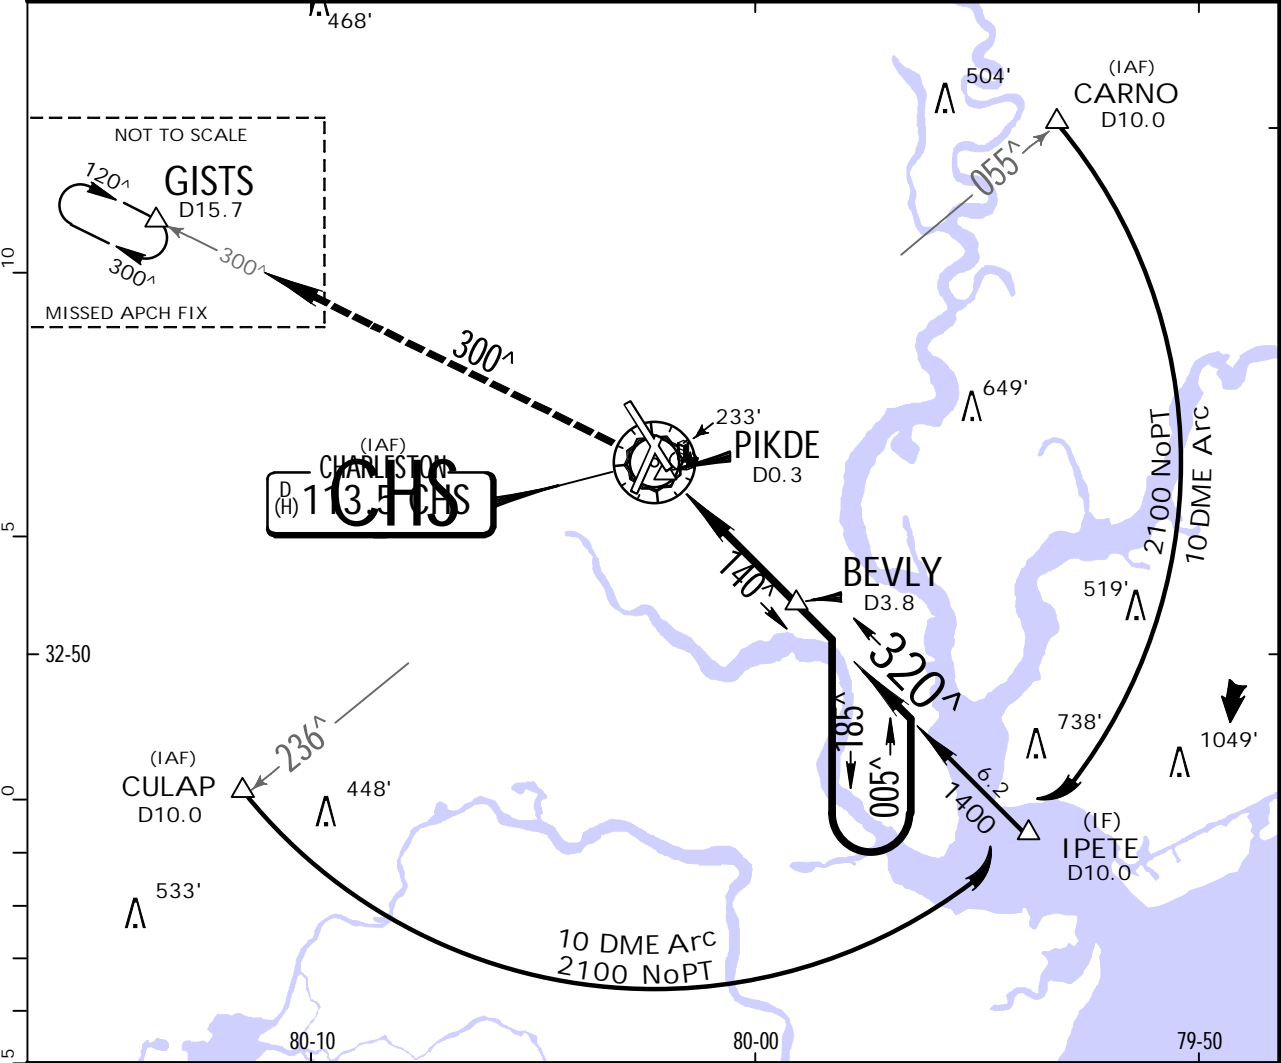 468'
504'
(IAF)
CARNO
D10.0
055^
NOT TO SCALE
120^
GISTS
D15.7
300^
300^
MISSED APCH FIX
10
300^
649'
233'
PIKDE
D0.3
(IAF)
CHARLESTON
D
(H) 113.5 CHS
CHS
2100 NoPT
10 DME Arc
5
140^
BEVLY
D3.8
519'
32-50
320^
185^
005^
738'
1049'
236^
(IAF)
CULAP
D10.0
448'
6.2
1400
(IF)
IPETE
D10.0
0
533'
10 DME Arc
2100 NoPT
5
80-10
80-00
79-50